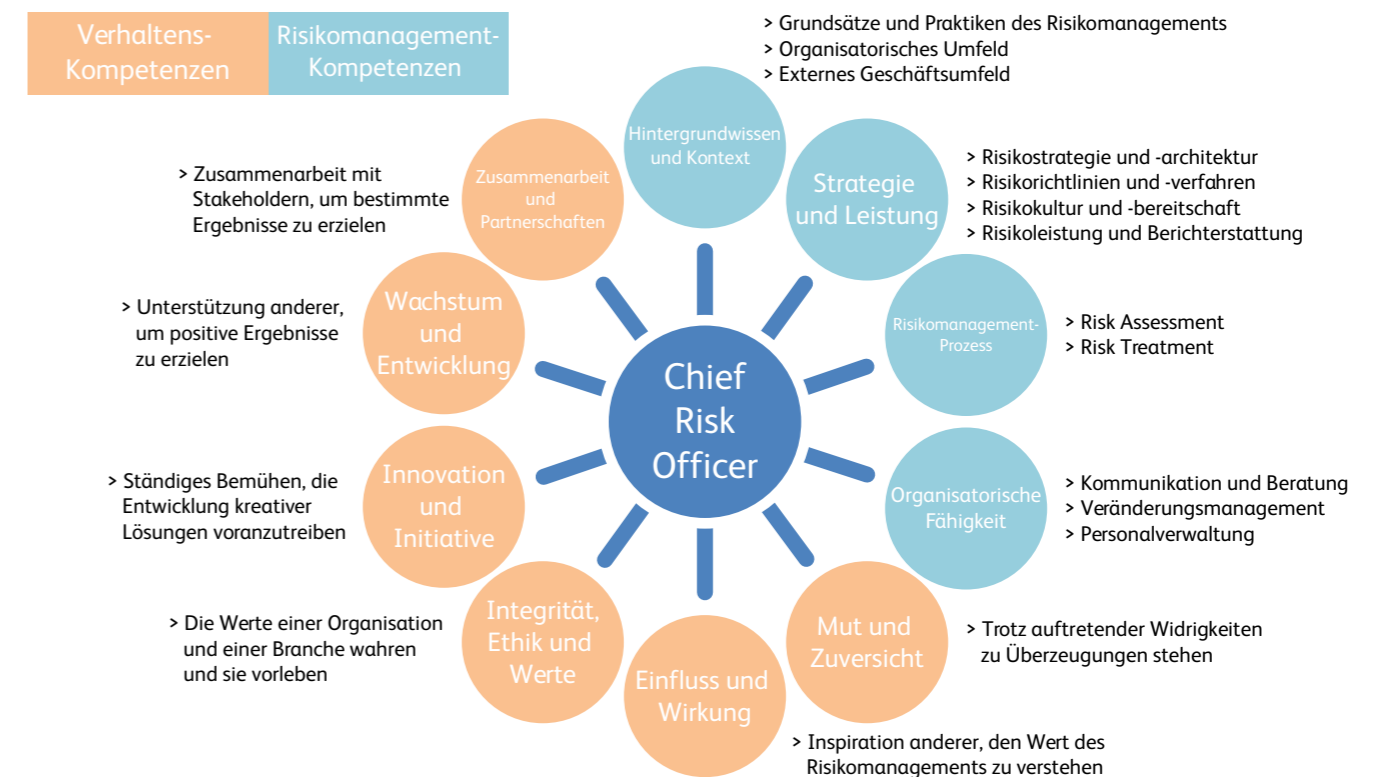 Verhaltens-
Kompetenzen
Risikomanagement-
Kompetenzen
> Grundsätze und Praktiken des Risikomanagements
> Organisatorisches Umfeld
> Externes Geschäftsumfeld
Hintergrundwissen
und Kontext
Strategie
und Leistung
> Risikostrategie und -architektur
> Risikorichtlinien und -verfahren
> Risikokultur und -bereitschaft
> Risikoleistung und Berichterstattung
Risikomanagement-
Prozess
> Risk Assessment
> Risk Treatment
Organisatorische
Fähigkeit
> Kommunikation und Beratung
> Veränderungsmanagement
> Personalverwaltung
Mut und
Zuversicht
> Trotz auftretender Widrigkeiten
zu Überzeugungen stehen
Einfluss und
Wirkung
> Inspiration anderer, den Wert des
Risikomanagements zu verstehen
Integrität,
Ethik und
Werte
> Die Werte einer Organisation
und einer Branche wahren
und sie vorleben
Innovation
und
Initiative
> Ständiges Bemühen, die
Entwicklung kreativer
Lösungen voranzutreiben
Wachstum
und
Entwicklung
> Unterstützung anderer,
um positive Ergebnisse
zu erzielen
Zusammenarbeit
und
Partnerschaften
> Zusammenarbeit mit
Stakeholdern, um bestimmte
Ergebnisse zu erzielen
Chief
Risk
Officer